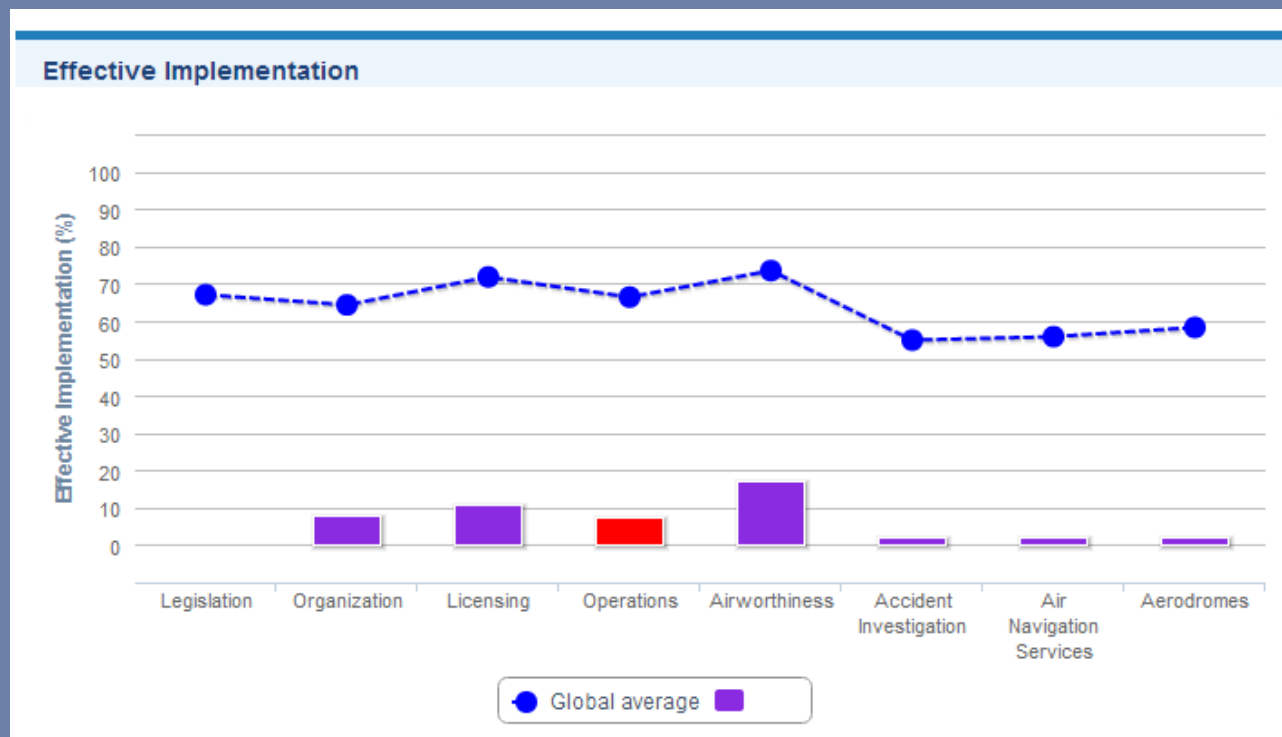 Effective Implementation
Effective Implementation (%)
100
90
80
70
60
50
40
30
20
10
0
Legislation
Organization
Licensing
Operations
Airworthiness
Accident
Investigation
Air
Navigation
Services
Aerodromes
Global average